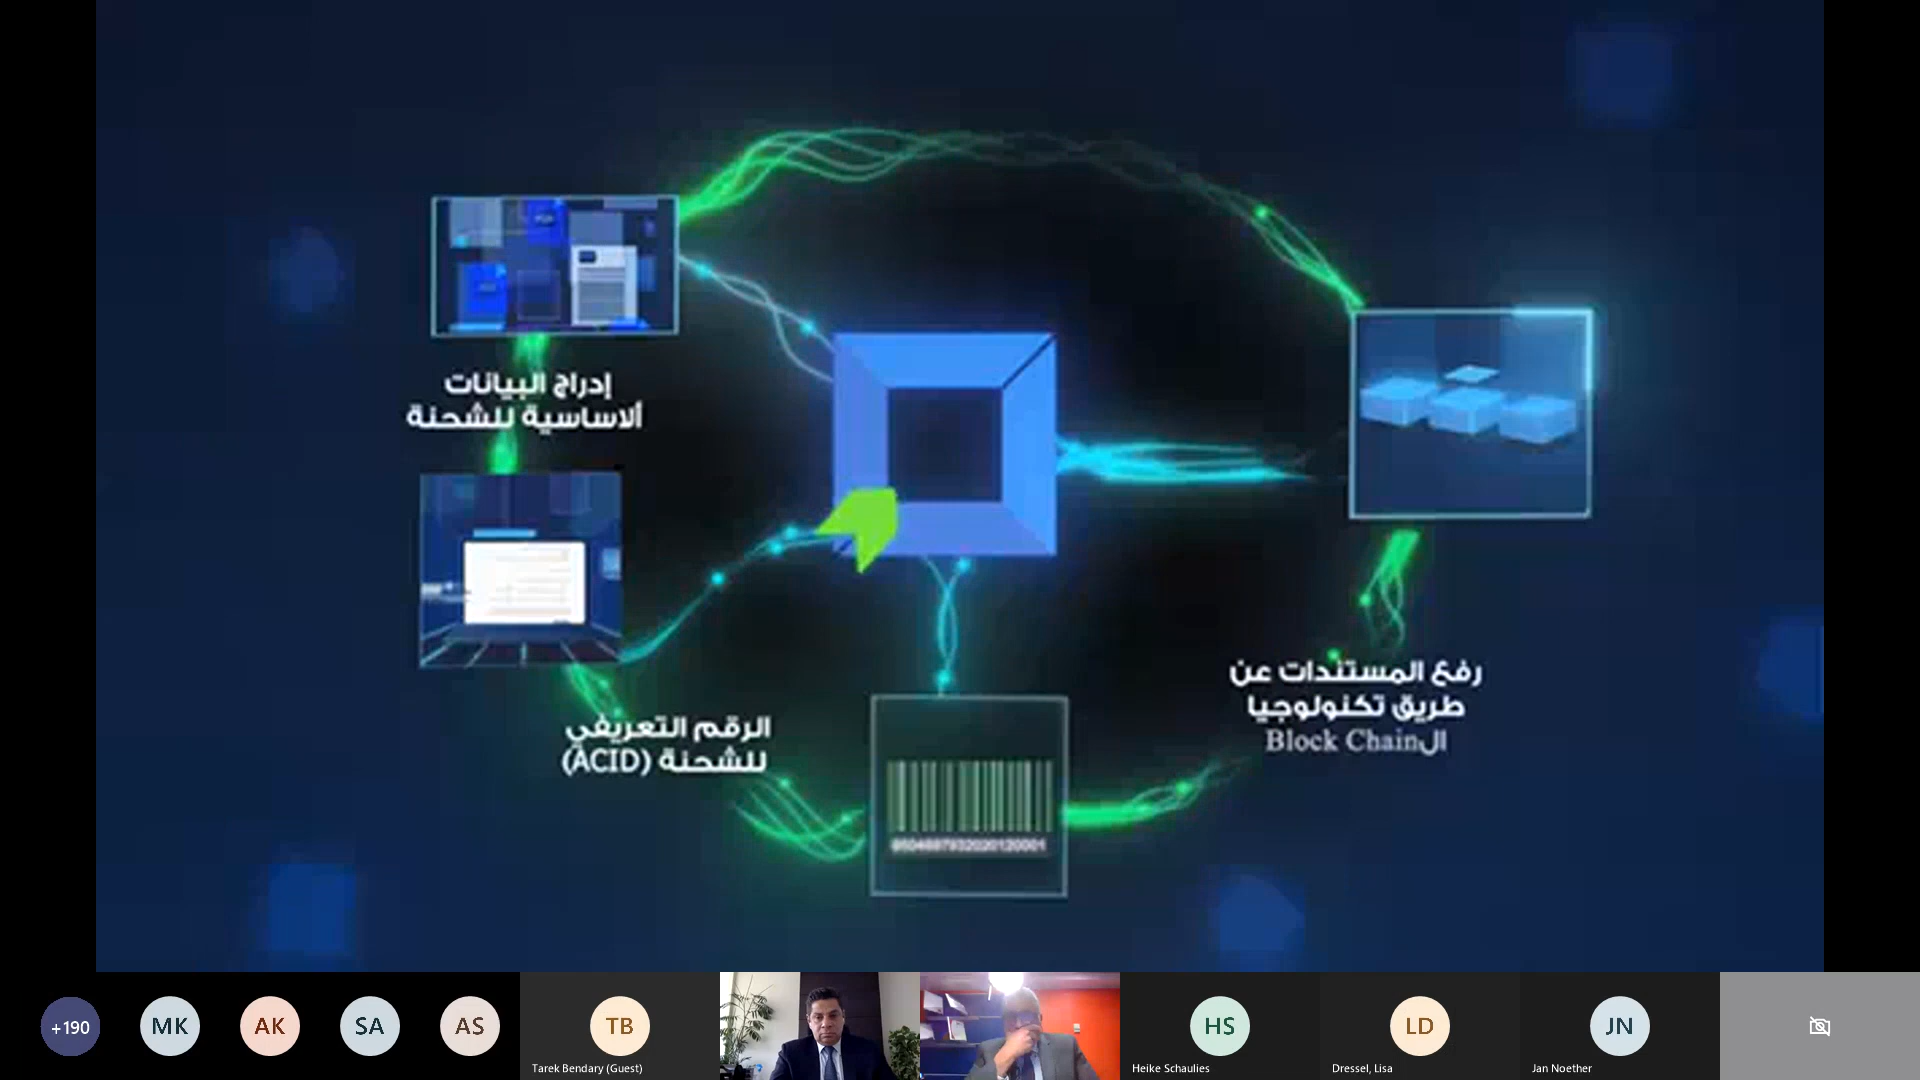 إدراج البيانات
ألاساسية للشحنة
الرقم التعريفي
للشحنة (ACID)
رفع المستندات عن
طريق تكنولوجيا
الBlock Chain
+190
MK
AK
SA
AS
TB
Tarek Bendary (Guest)
HS
Heike Schaulies
LD
Dressel, Lisa
JN
Jan Noether